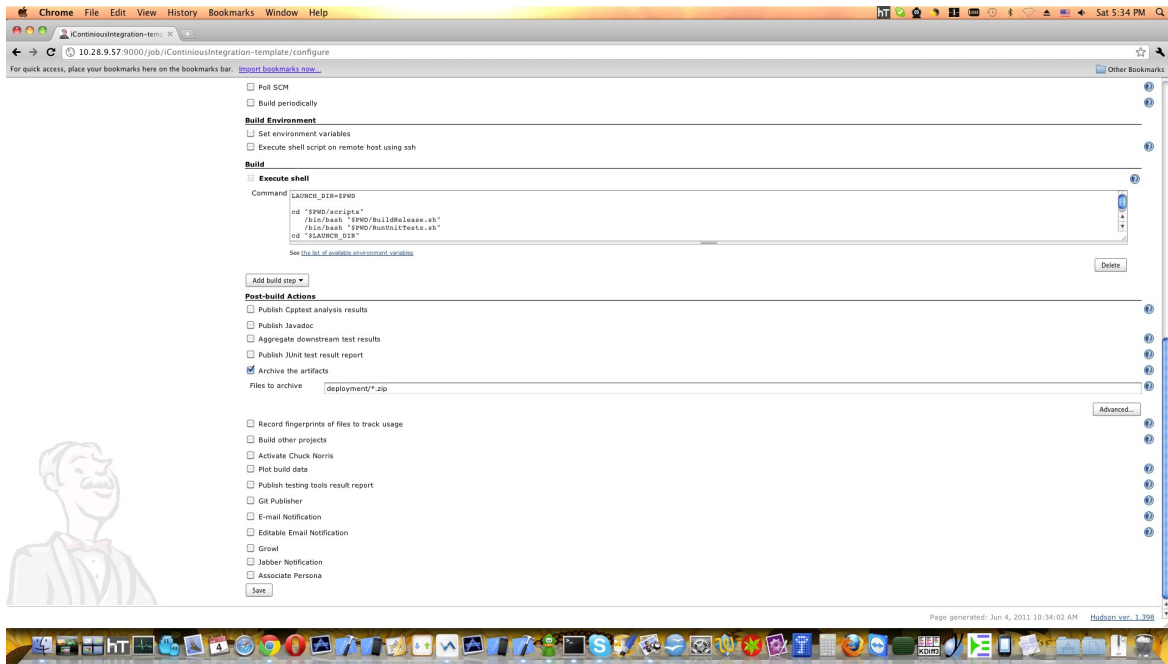 Chrome File Edit View History Bookmarks Window Help
hT
Sat 5:34 PM
iContiniousIntegration-temp
10.28.9.57:9000/job/iContiniousIntegration-template/configure
For quick access, place your bookmarks here on the bookmarks bar. Import bookmarks now...
Other Bookmarks
Poll SCM
Build periodically
Build Environment
Set environment variables
Execute shell script on remote host using ssh
Build
Execute shell
Command
LAUNCH_DIR=$PWD
cd "$PWD/scripts"
/bin/bash "$PWD/BuildRelease.sh"
/bin/bash "$PWD/RunUnitTests.sh"
cd "$LAUNCH_DIR"
See the list of available environment variables
Delete
Add build step
Post-build Actions
Publish Cpptest analysis results
Publish Javadoc
Aggregate downstream test results
Publish JUnit test result report
Archive the artifacts
Files to archive
deployment/*.zip
Advanced...
Record fingerprints of files to track usage
Build other projects
Activate Chuck Norris
Plot build data
Publish testing tools result report
Git Publisher
E-mail Notification
Editable Email Notification
Growl
Jabber Notification
Associate Persona
Save
Page generated: Jun 4, 2011 10:34:02 AM Hudson ver. 1.398
hT
4
KDiff3